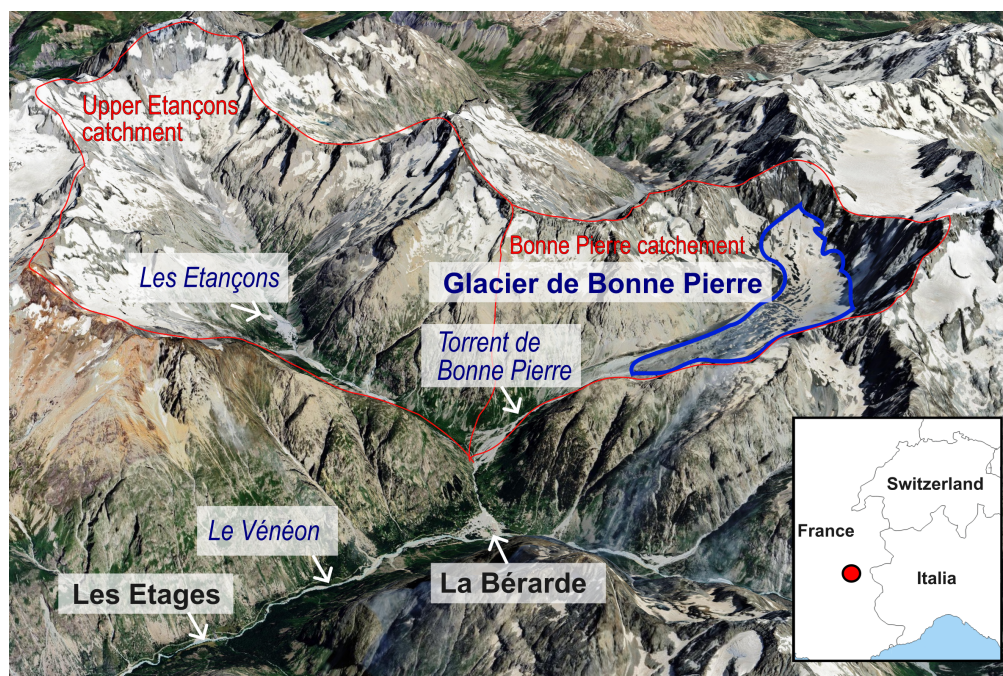 Upper Etançons
catchment
Bonne Pierre catchement
Les Etançons
Glacier de Bonne Pierre
Torrent de
Bonne Pierre
Le Vénéon
Les Etages
La Bérarde
Switzerland
France
Italia